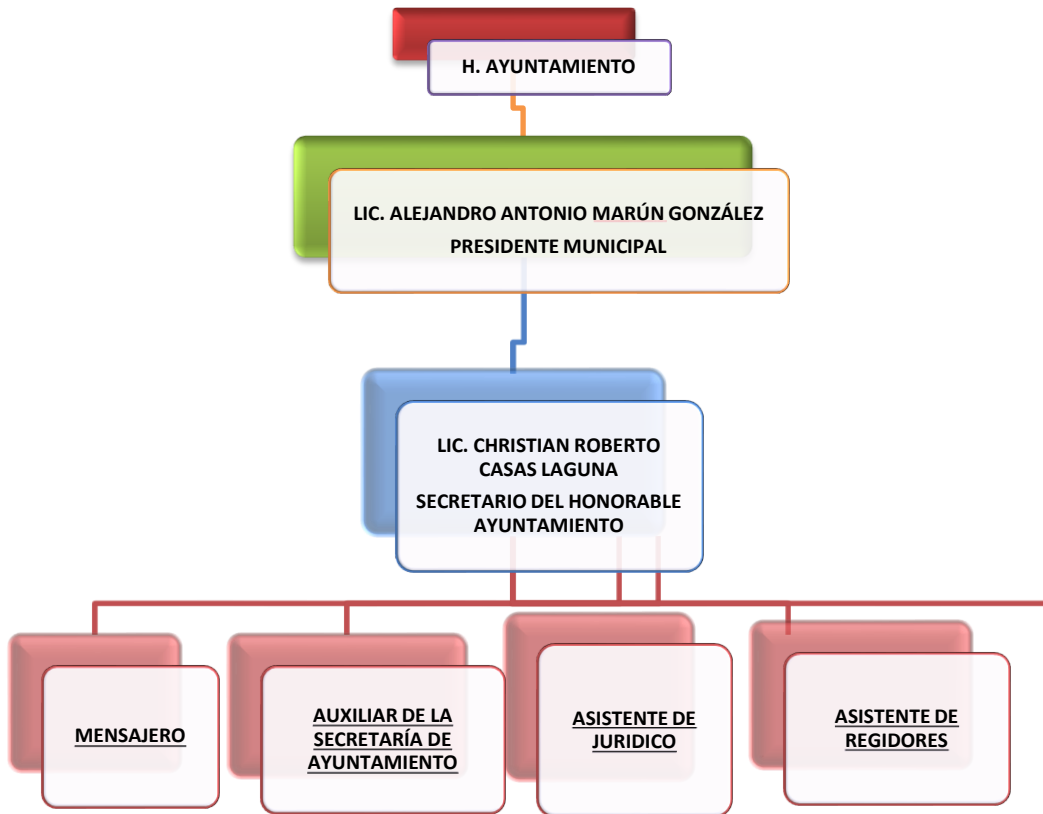 H. AYUNTAMIENTO
LIC. ALEJANDRO ANTONIO MARÚN GONZÁLEZ
PRESIDENTE MUNICIPAL
LIC. CHRISTIAN ROBERTO
CASAS LAGUNA
SECRETARIO DEL HONORABLE
AYUNTAMIENTO
MENSAJERO
AUXILIAR DE LA
SECRETARÍA DE
AYUNTAMIENTO
ASISTENTE DE
JURIDICO
ASISTENTE DE
REGIDORES